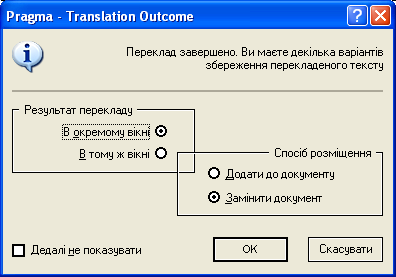 Pragma - Translation Outcome
Переклад завершено. Ви маєте декілька варіантів
збереження перекладеного тексту
Результат перекладу
В окремому вікні
В тому ж вікні
Спосіб розміщення
Додати до документу
Замінити документ
Дедалі не показувати
OK
Скасувати